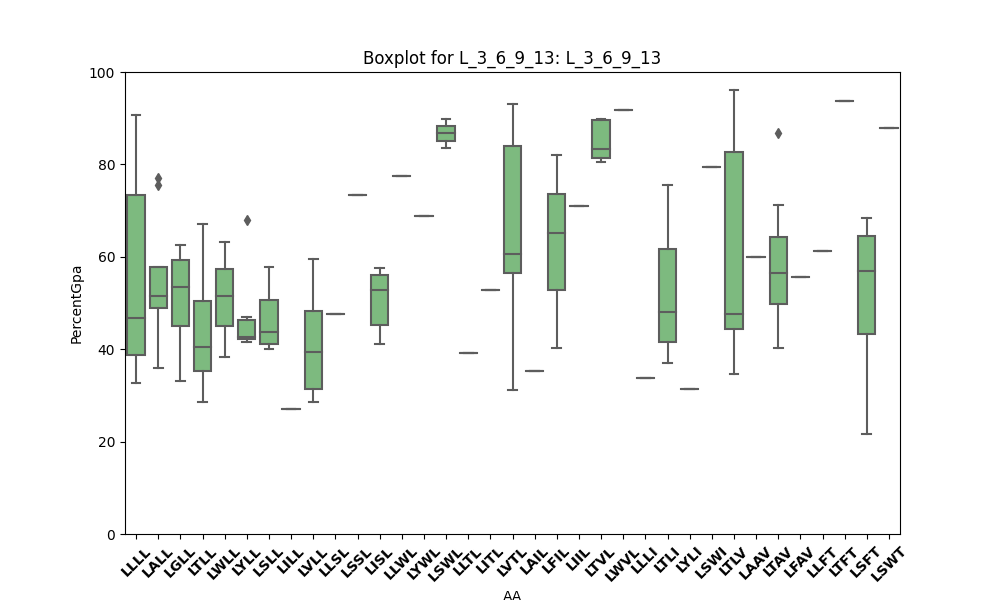 Boxplot for L_3_6_9_13: L_3_6_9_13
100
80
60
40
20
0
PercentGpa
LLLL LALL LGLL LTLL LWLL LYLL LSLL LILL LVLL LLSL LSSL LISL LLWL LYWL LSWL LLTL LITL LVTL LAIL LFIL LIIL LTVL LWVL LLLI LTLI LYLI LSWI LTLV LAAV LTAV LFAV LLFT LTFT LSFT LSWT
AA